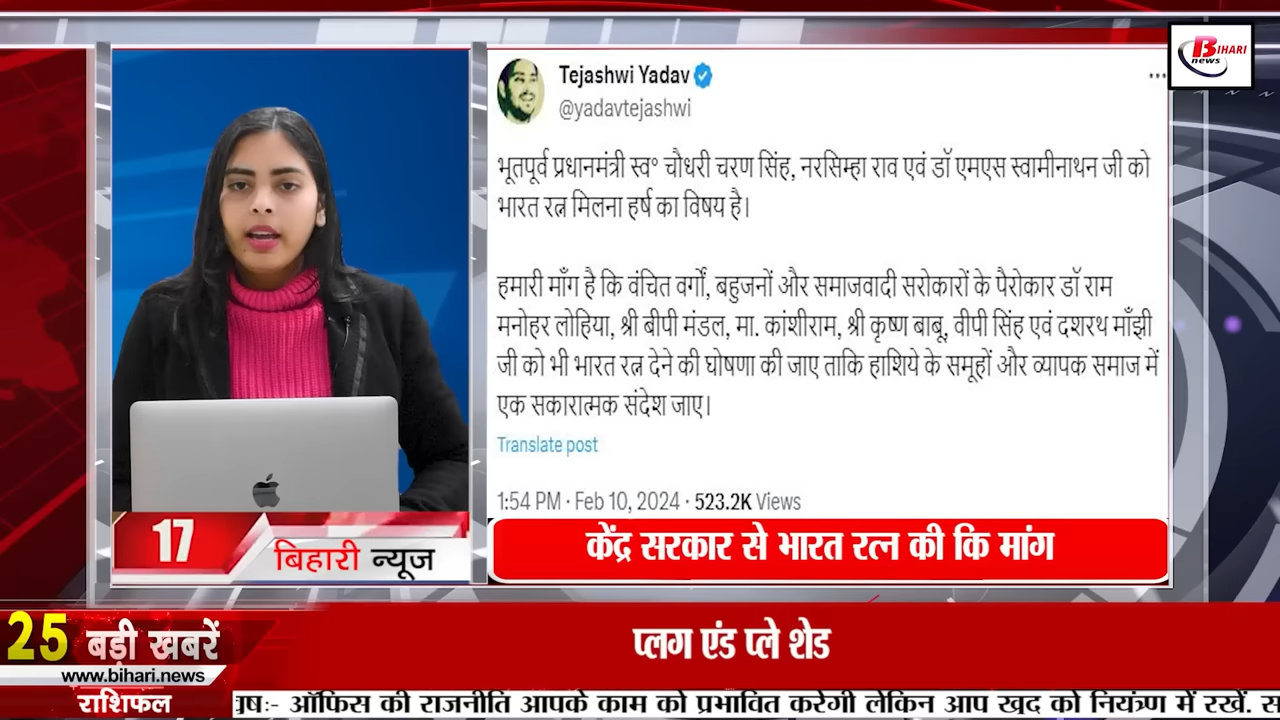 BIHARI
news
Tejashwi Yadav
@yadavtejashwi
भूतपूर्व प्रधानमंत्री स्व° चौधरी चरण सिंह, नरसिम्हा राव एवं डॉ एमएस स्वामीनाथन जी को
भारत रत्न मिलना हर्ष का विषय है।
हमारी माँग है कि वंचित वर्गों, बहुजनों और समाजवादी सरोकारों के पैरोकार डॉ राम
मनोहर लोहिया, श्री बीपी मंडल, मा. कांशीराम, श्री कृष्ण बाबू, वीपी सिंह एवं दशरथ माँझी
जी को भी भारत रत्न देने की घोषणा की जाए ताकि हाशिये के समूहों और व्यापक समाज में
एक सकारात्मक संदेश जाए।
Translate post
1:54 PM · Feb 10, 2024 · 523.2K Views
17
बिहारी न्यूज
केंद्र सरकार से भारत रत्न की कि मांग
25 बड़ी खबरें
www.bihari.news
प्लग एंड प्ले शेड
राशिफल
ऑफिस की राजनीति आपके काम को प्रभावित करेगी लेकिन आप खुद को नियंत्रण में रखें.